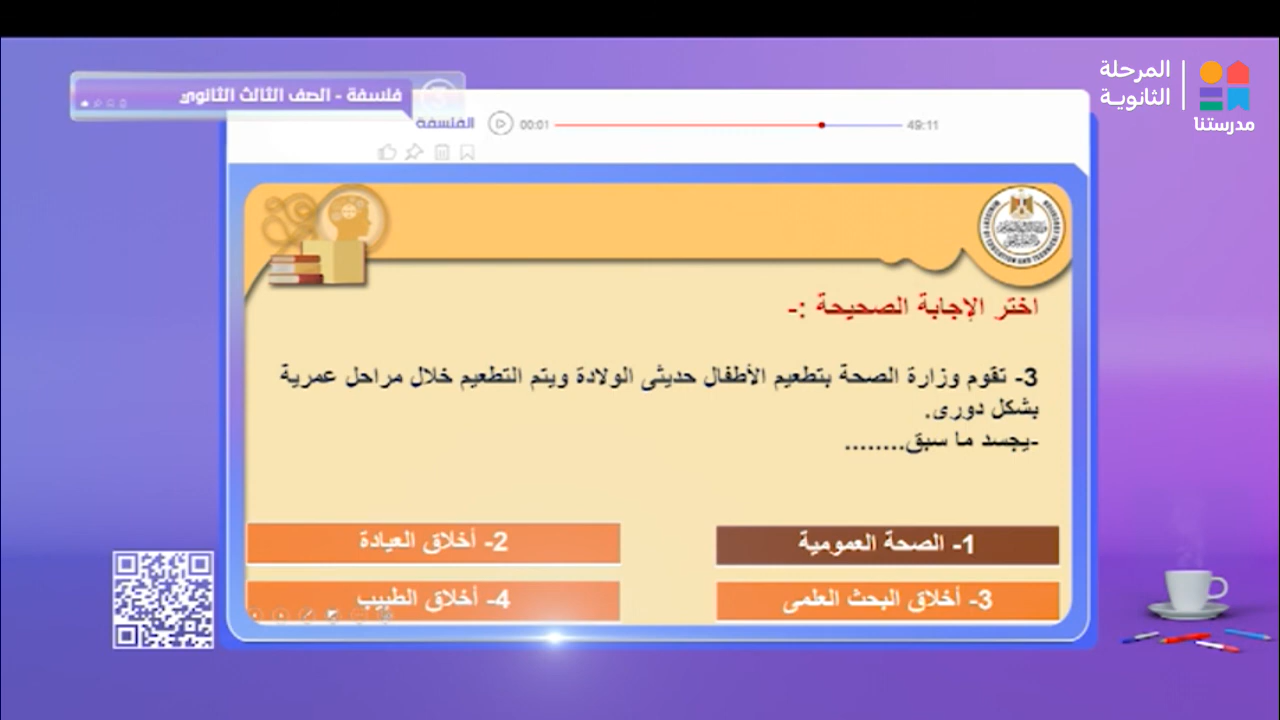 المرحلة
الثانوية
مدرستنا
فلسفة - الصف الثالث الثانوي
الفلسفة
00:01
49:11
اختر الإجابة الصحيحة :-
3- تقوم وزارة الصحة بتطعيم الأطفال حديثى الولادة ويتم التطعيم خلال مراحل عمرية
بشكل دورى.
-يجسد ما سبق........
1- الصحة العمومية
2- أخلاق العيادة
3- أخلاق البحث العلمى
4- أخلاق الطبيب